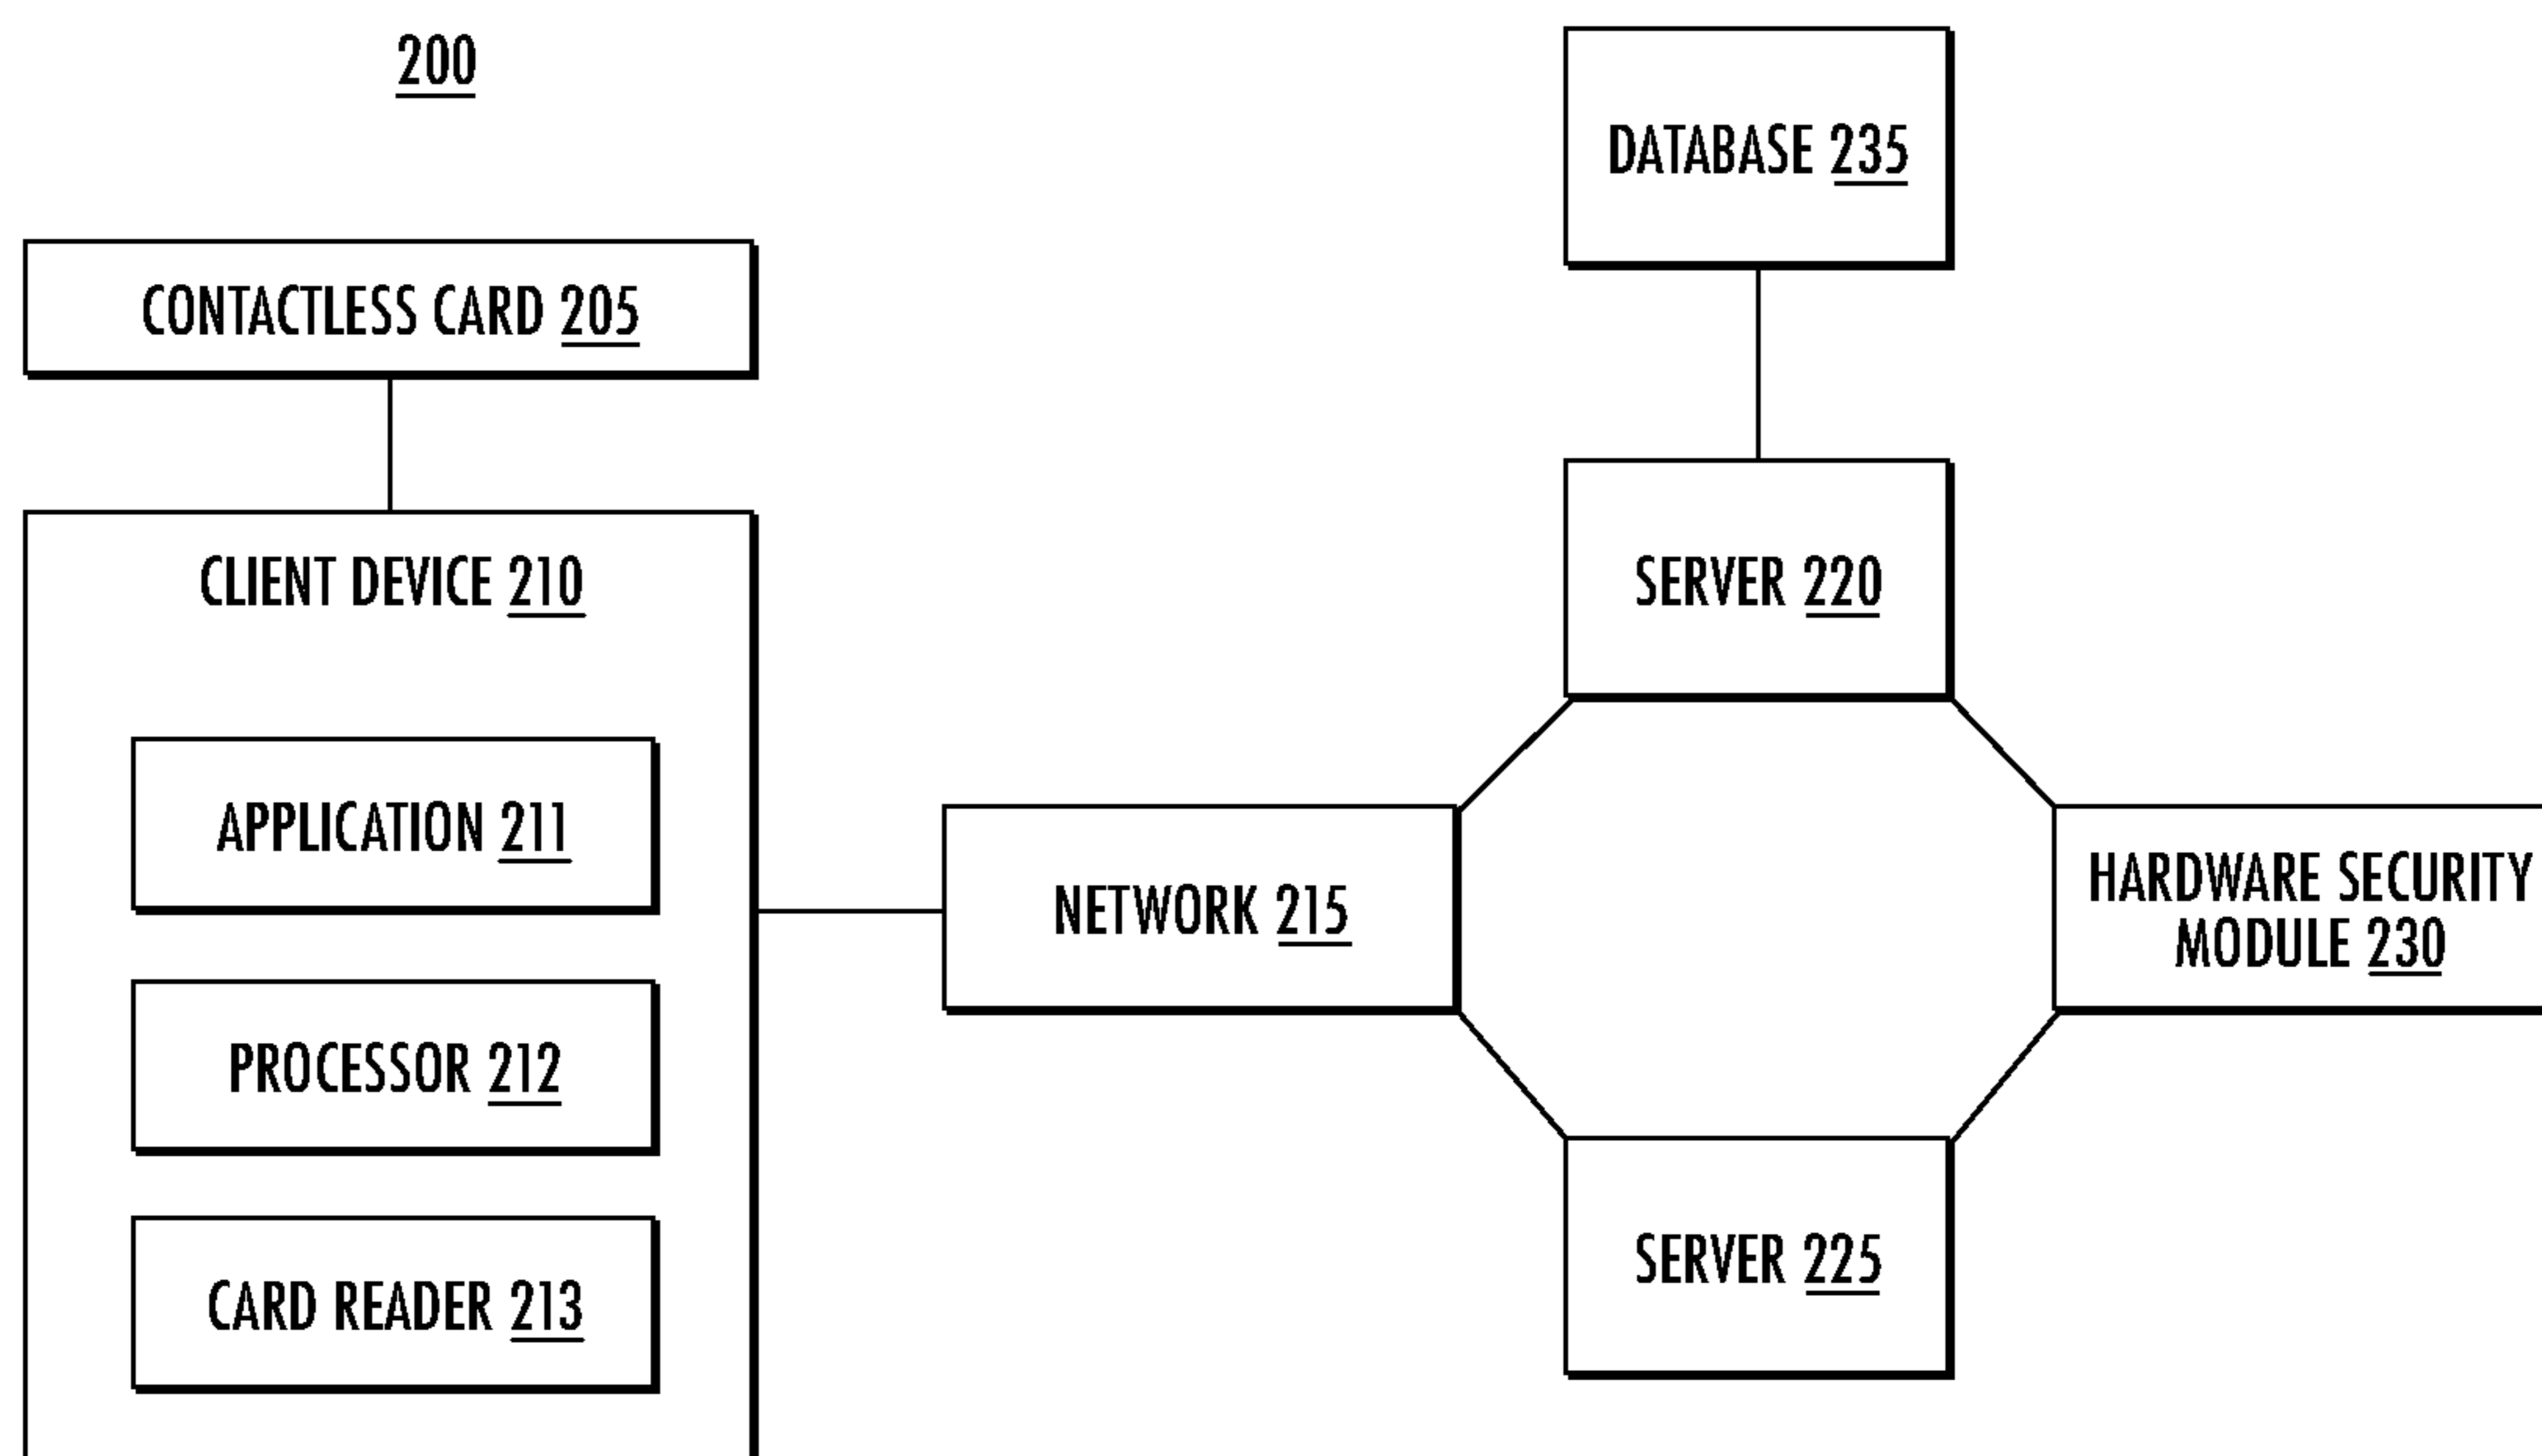 200
DATABASE 235
CONTACTLESS CARD 205
CLIENT DEVICE 210
SERVER 220
APPLICATION 211
NETWORK 215
HARDWARE SECURITY
MODULE 230
PROCESSOR 212
CARD READER 213
SERVER 225